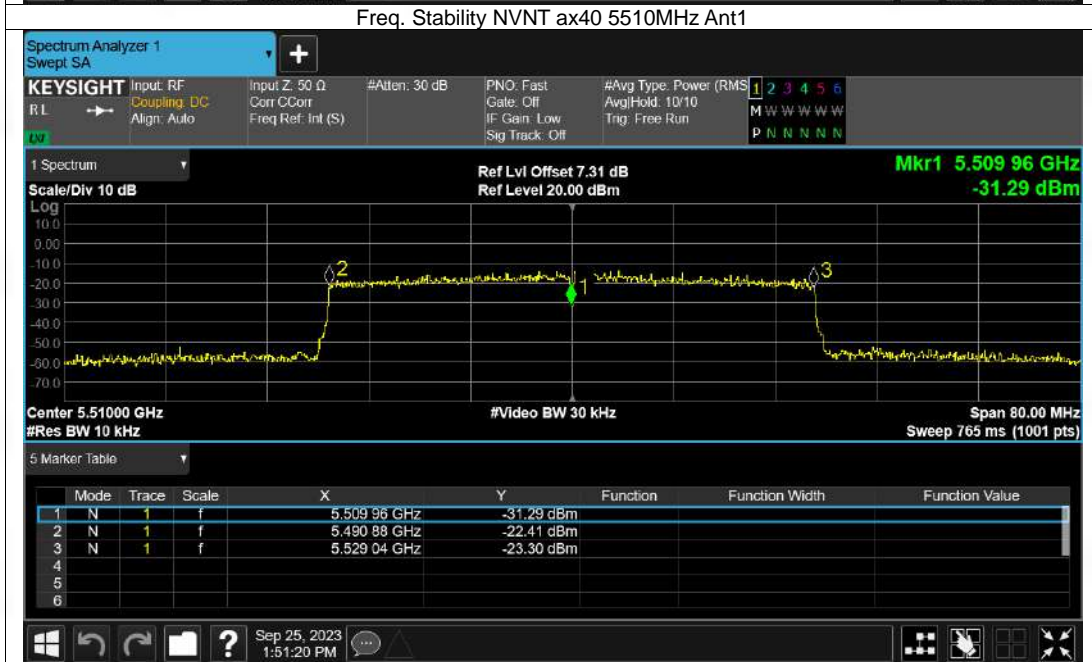 Freq. Stability NVNT ax40 5510MHz Ant1
Spectrum Analyzer 1
Swept SA
+
KEYSIGHT Input: RF Input Z: 50 Ω #Atten: 30 dB PNO: Fast #Avg Type: Power (RMS 1 2 3 4 5 6
RL Coupling: DC Corr CCorr Gate: Off Avg|Hold: 10/10 M W W W W W
Align: Auto Freq Ref: Int (S) IF Gain: Low Trig: Free Run
LXI Sig Track: Off P N N N N N
1 Spectrum Ref Lvl Offset 7.31 dB Mkr1 5.509 96 GHz
Scale/Div 10 dB Ref Level 20.00 dBm -31.29 dBm
Log
10.0
0.00
-10.0
-20.0
-30.0
-40.0
-50.0
-60.0
-70.0
2
1
3
Center 5.51000 GHz #Video BW 30 kHz Span 80.00 MHz
#Res BW 10 kHz Sweep 765 ms (1001 pts)
5 Marker Table
Mode Trace Scale X Y Function Function Width Function Value
1 N 1 f 5.509 96 GHz -31.29 dBm
2 N 1 f 5.490 88 GHz -22.41 dBm
3 N 1 f 5.529 04 GHz -23.30 dBm
4
5
6
? Sep 25, 2023
1:51:20 PM